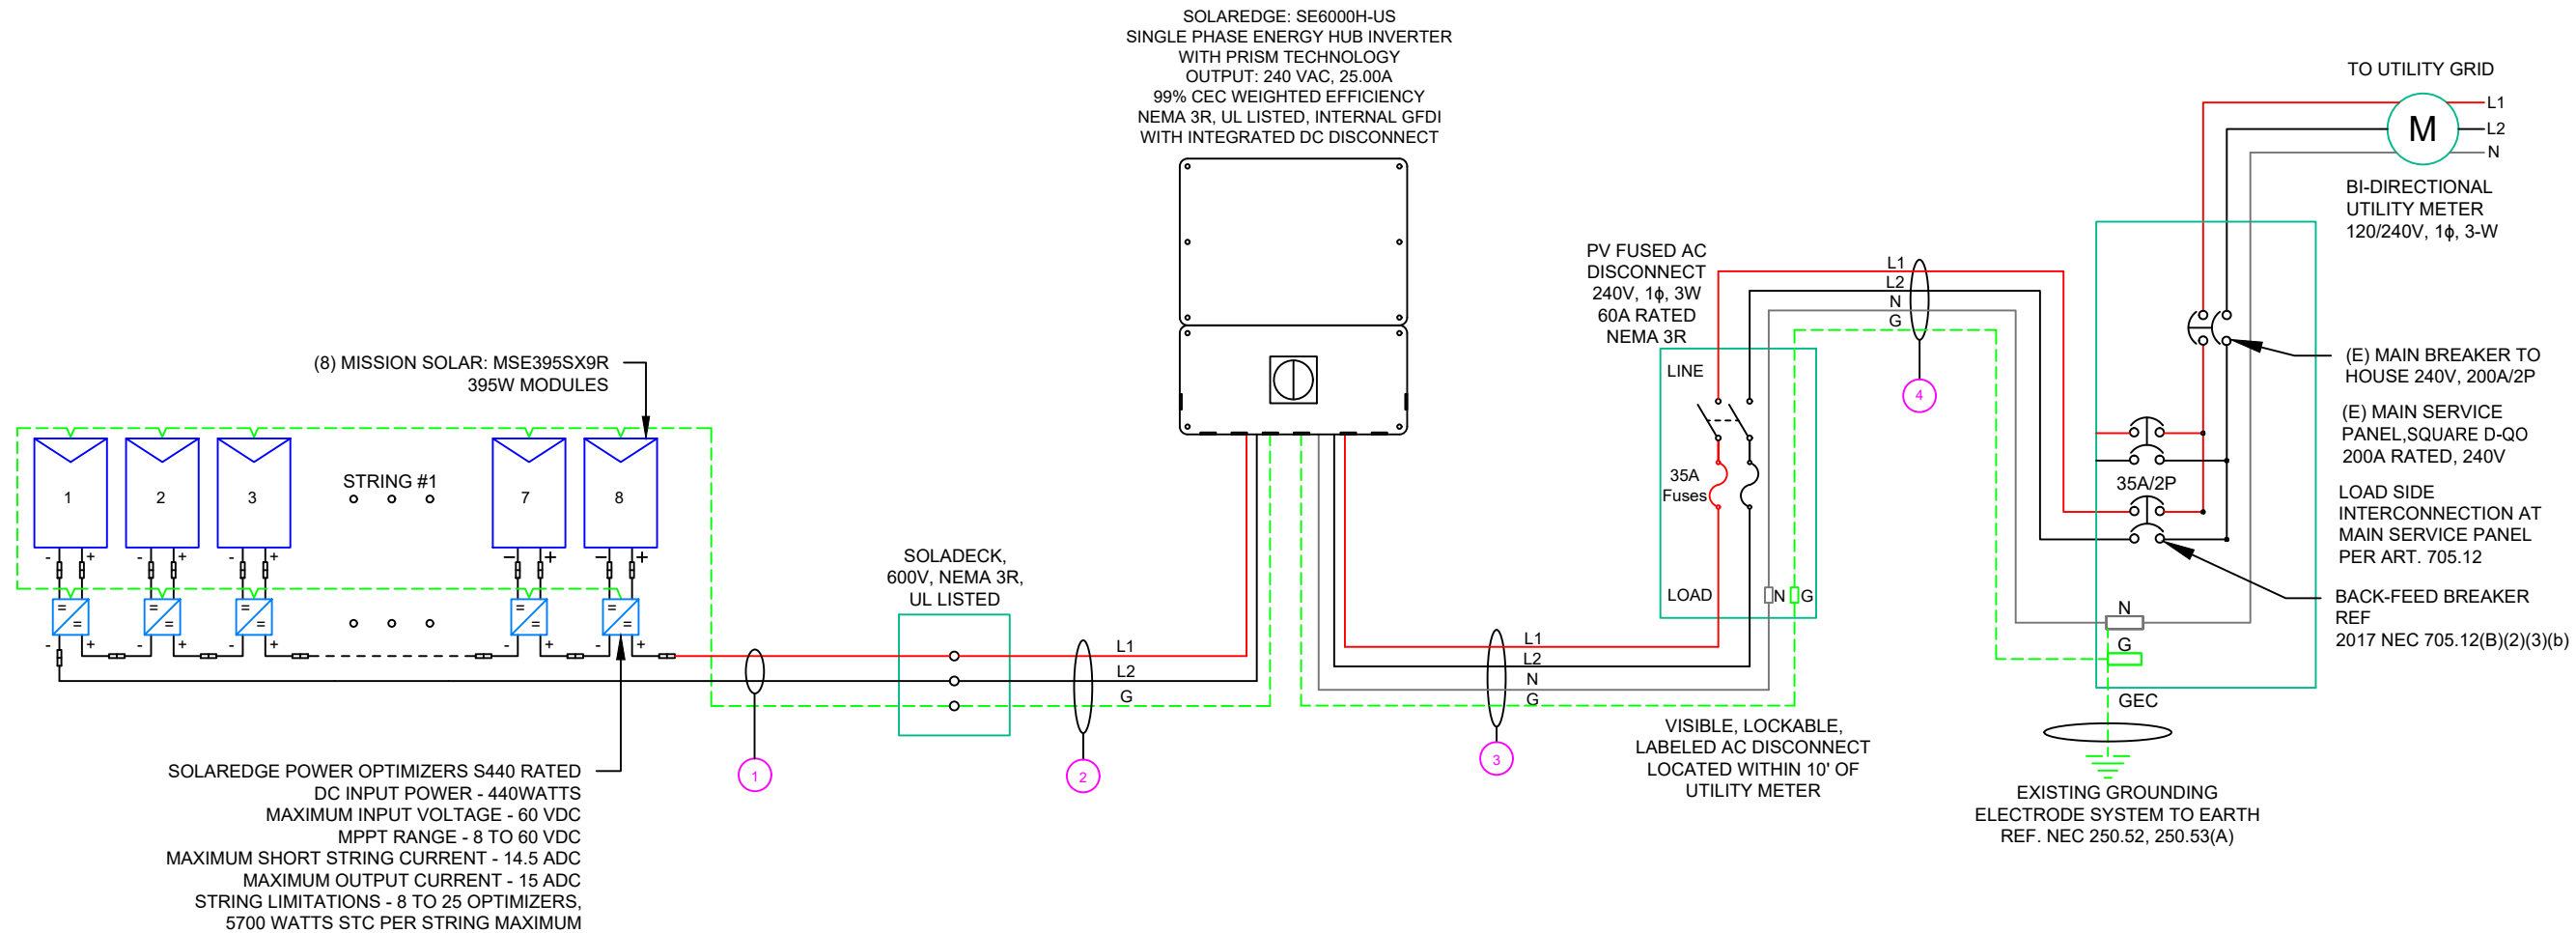 SOLAREDGE: SE6000H-US
SINGLE PHASE ENERGY HUB INVERTER
WITH PRISM TECHNOLOGY
OUTPUT: 240 VAC, 25.00A
99% CEC WEIGHTED EFFICIENCY
NEMA 3R, UL LISTED, INTERNAL GFDI
WITH INTEGRATED DC DISCONNECT
TO UTILITY GRID
L1
L2
N
M
BI-DIRECTIONAL
UTILITY METER
120/240V, 1ϕ, 3-W
PV FUSED AC
DISCONNECT
240V, 1ϕ, 3W
60A RATED
NEMA 3R
L1
L2
N
G
4
LINE
35A
Fuses
LOAD
N
G
(E) MAIN BREAKER TO
HOUSE 240V, 200A/2P
(E) MAIN SERVICE
PANEL,SQUARE D-QO
200A RATED, 240V
35A/2P
LOAD SIDE
INTERCONNECTION AT
MAIN SERVICE PANEL
PER ART. 705.12
BACK-FEED BREAKER
REF
2017 NEC 705.12(B)(2)(3)(b)
N
G
GEC
EXISTING GROUNDING
ELECTRODE SYSTEM TO EARTH
REF. NEC 250.52, 250.53(A)
(8) MISSION SOLAR: MSE395SX9R
395W MODULES
1
2
3
STRING #1
7
8
- + - + - + - + - +
= = = = =
= = = = =
- + - + - + - + - +
SOLADECK,
600V, NEMA 3R,
UL LISTED
L1
L2
G
1
2
L1
L2
N
G
3
VISIBLE, LOCKABLE,
LABELED AC DISCONNECT
LOCATED WITHIN 10' OF
UTILITY METER
SOLAREDGE POWER OPTIMIZERS S440 RATED
DC INPUT POWER - 440WATTS
MAXIMUM INPUT VOLTAGE - 60 VDC
MPPT RANGE - 8 TO 60 VDC
MAXIMUM SHORT STRING CURRENT - 14.5 ADC
MAXIMUM OUTPUT CURRENT - 15 ADC
STRING LIMITATIONS - 8 TO 25 OPTIMIZERS,
5700 WATTS STC PER STRING MAXIMUM